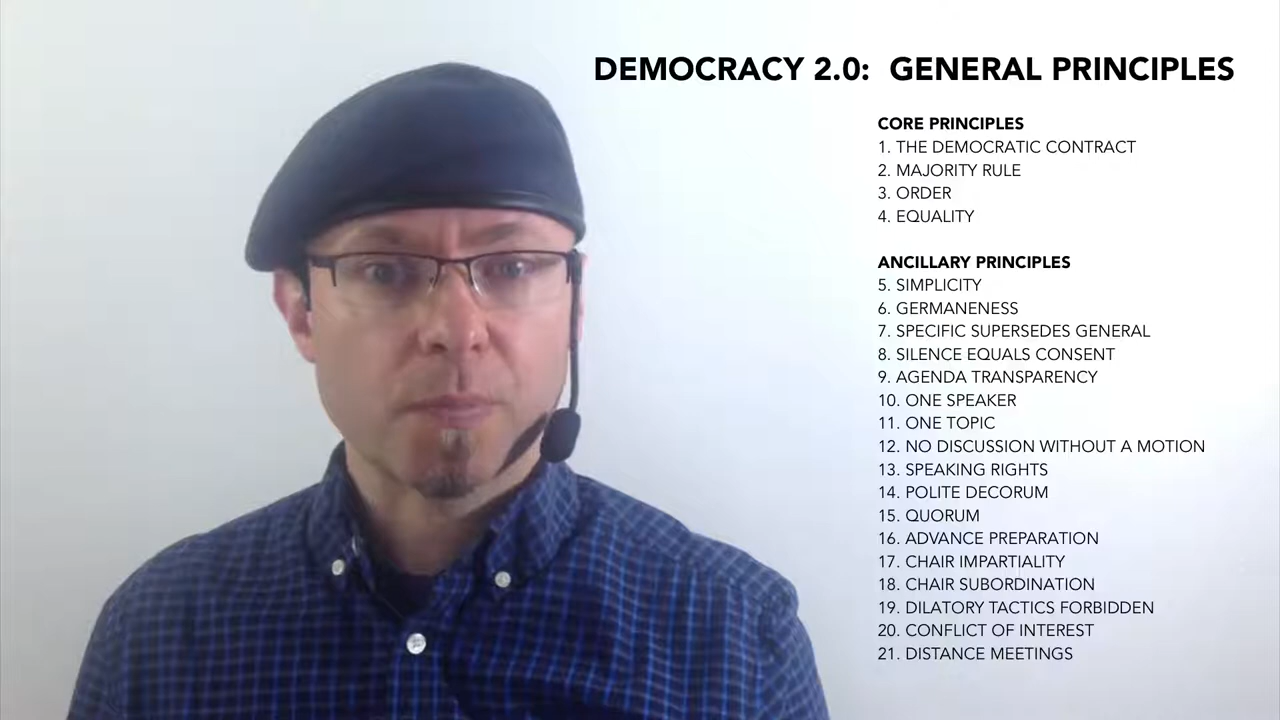 DEMOCRACY 2.0: GENERAL PRINCIPLES
CORE PRINCIPLES
1. THE DEMOCRATIC CONTRACT
2. MAJORITY RULE
3. ORDER
4. EQUALITY
ANCILLARY PRINCIPLES
5. SIMPLICITY
6. GERMANENESS
7. SPECIFIC SUPERSEDES GENERAL
8. SILENCE EQUALS CONSENT
9. AGENDA TRANSPARENCY
10. ONE SPEAKER
11. ONE TOPIC
12. NO DISCUSSION WITHOUT A MOTION
13. SPEAKING RIGHTS
14. POLITE DECORUM
15. QUORUM
16. ADVANCE PREPARATION
17. CHAIR IMPARTIALITY
18. CHAIR SUBORDINATION
19. DILATORY TACTICS FORBIDDEN
20. CONFLICT OF INTEREST
21. DISTANCE MEETINGS